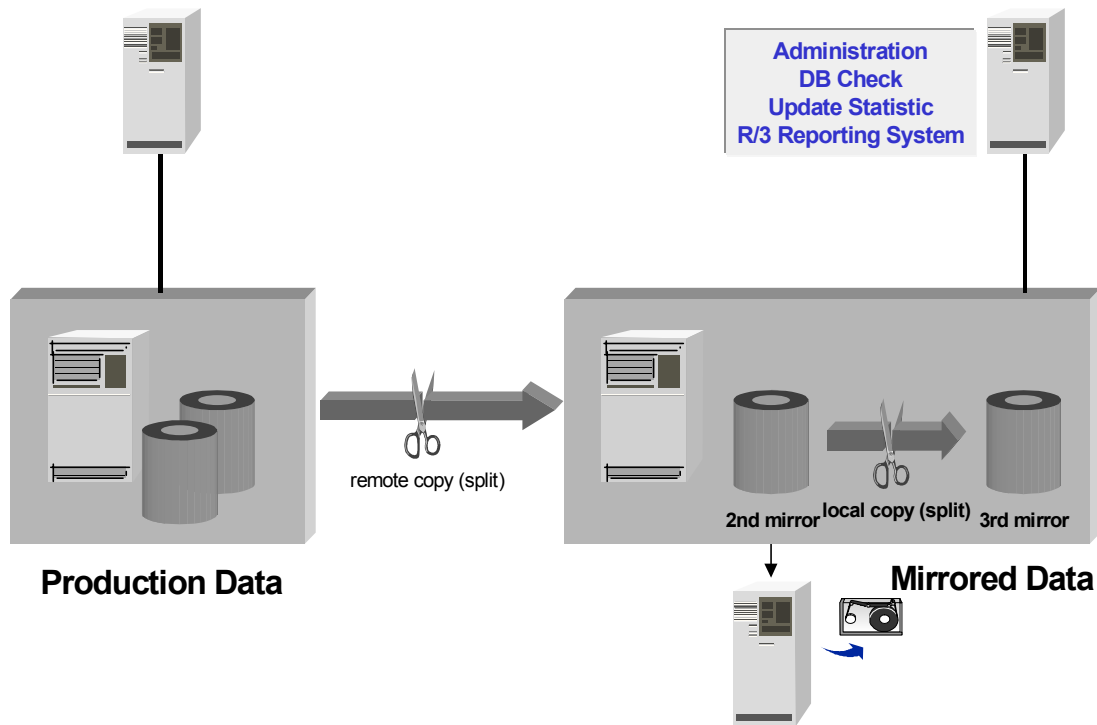 Administration
DB Check
Update Statistic
R/3 Reporting System
remote copy (split)
2nd mirror
local copy (split)
3rd mirror
Production Data
Mirrored Data